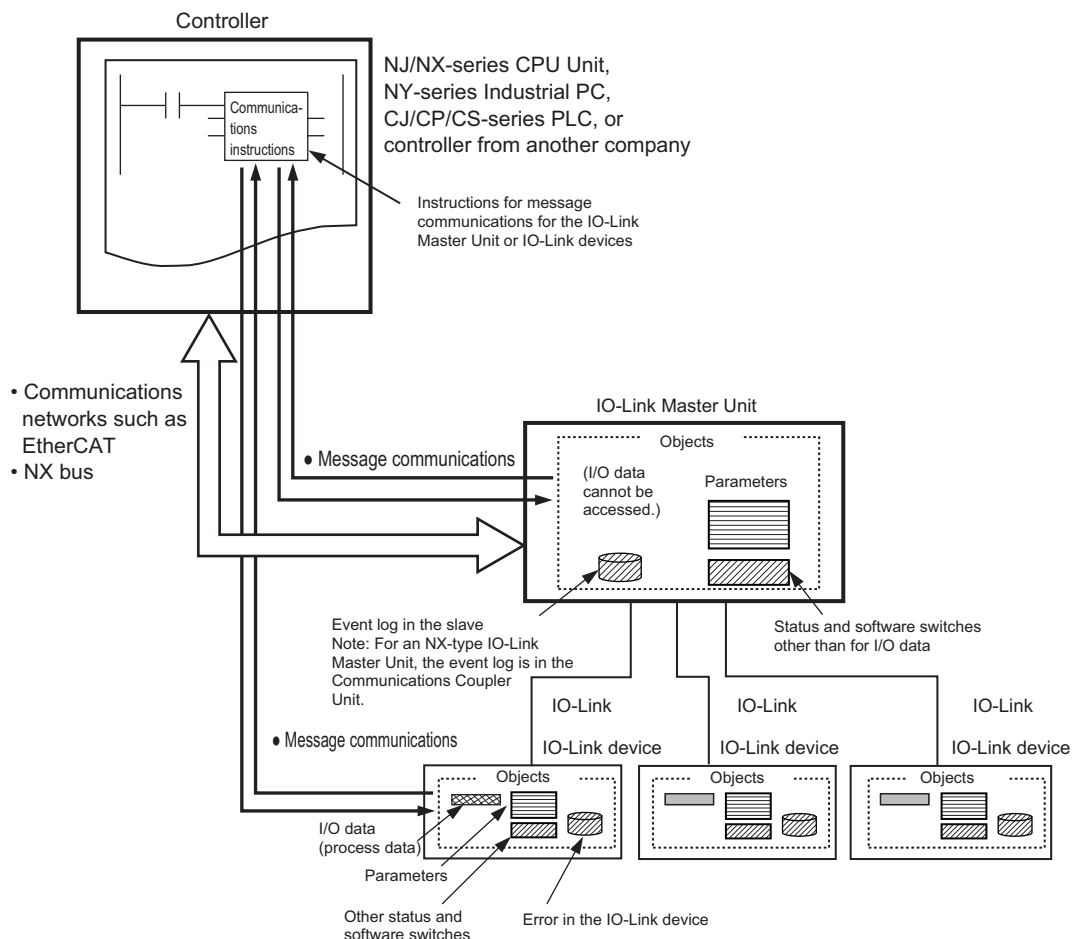 Controller
NJ/NX-series CPU Unit,
NY-series Industrial PC,
CJ/CP/CS-series PLC, or
controller from another company
Communica-
tions
instructions
Instructions for message
communications for the IO-Link
Master Unit or IO-Link devices
• Communications
networks such as
EtherCAT
• NX bus
IO-Link Master Unit
Objects
● Message communications
(I/O data
cannot be
accessed.)
Parameters
Event log in the slave
Note: For an NX-type IO-Link
Master Unit, the event log is in the
Communications Coupler
Unit.
Status and software switches
other than for I/O data
IO-Link
IO-Link
IO-Link
● Message communications
IO-Link device
IO-Link device
IO-Link device
Objects
Objects
Objects
I/O data
(process data)
Parameters
Other status and
software switches
Error in the IO-Link device